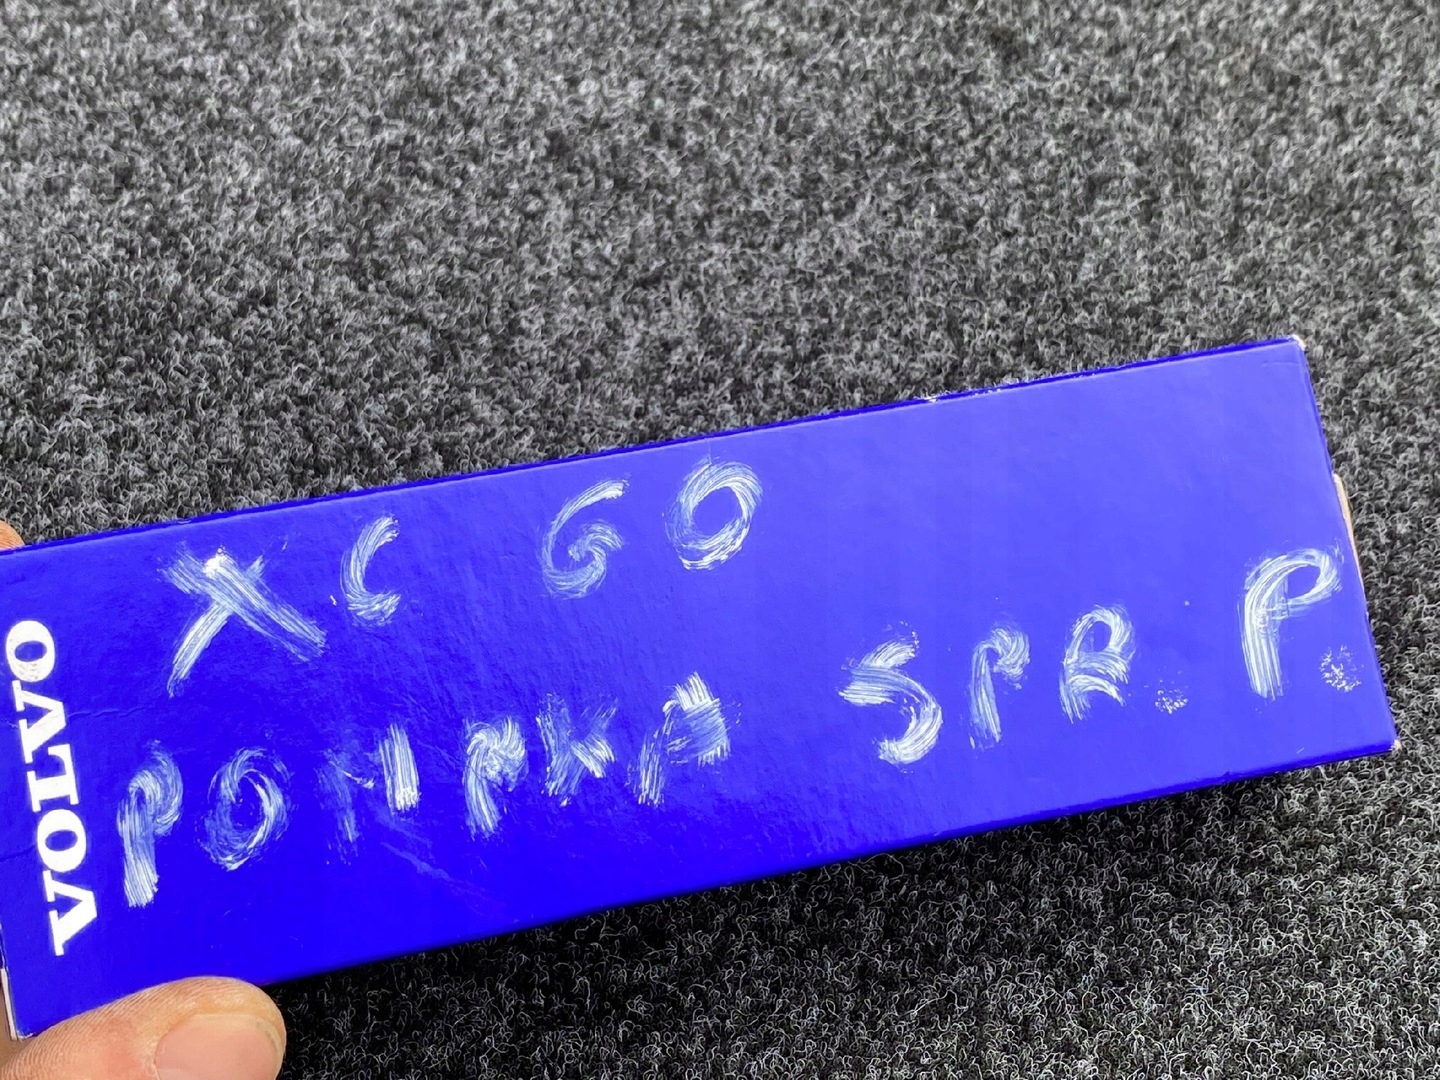 VOLVO
XC 60
POMPKA SPR. P.